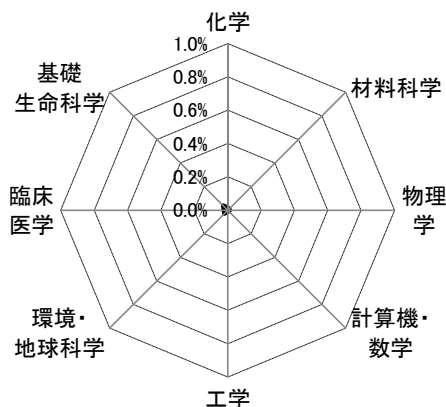 化学
1.0%
0.8%
0.6%
0.4%
0.2%
0.0%
材料科学
物理
学
計算機・
数学
工学
環境・
地球科学
臨床
医学
基礎
生命科学